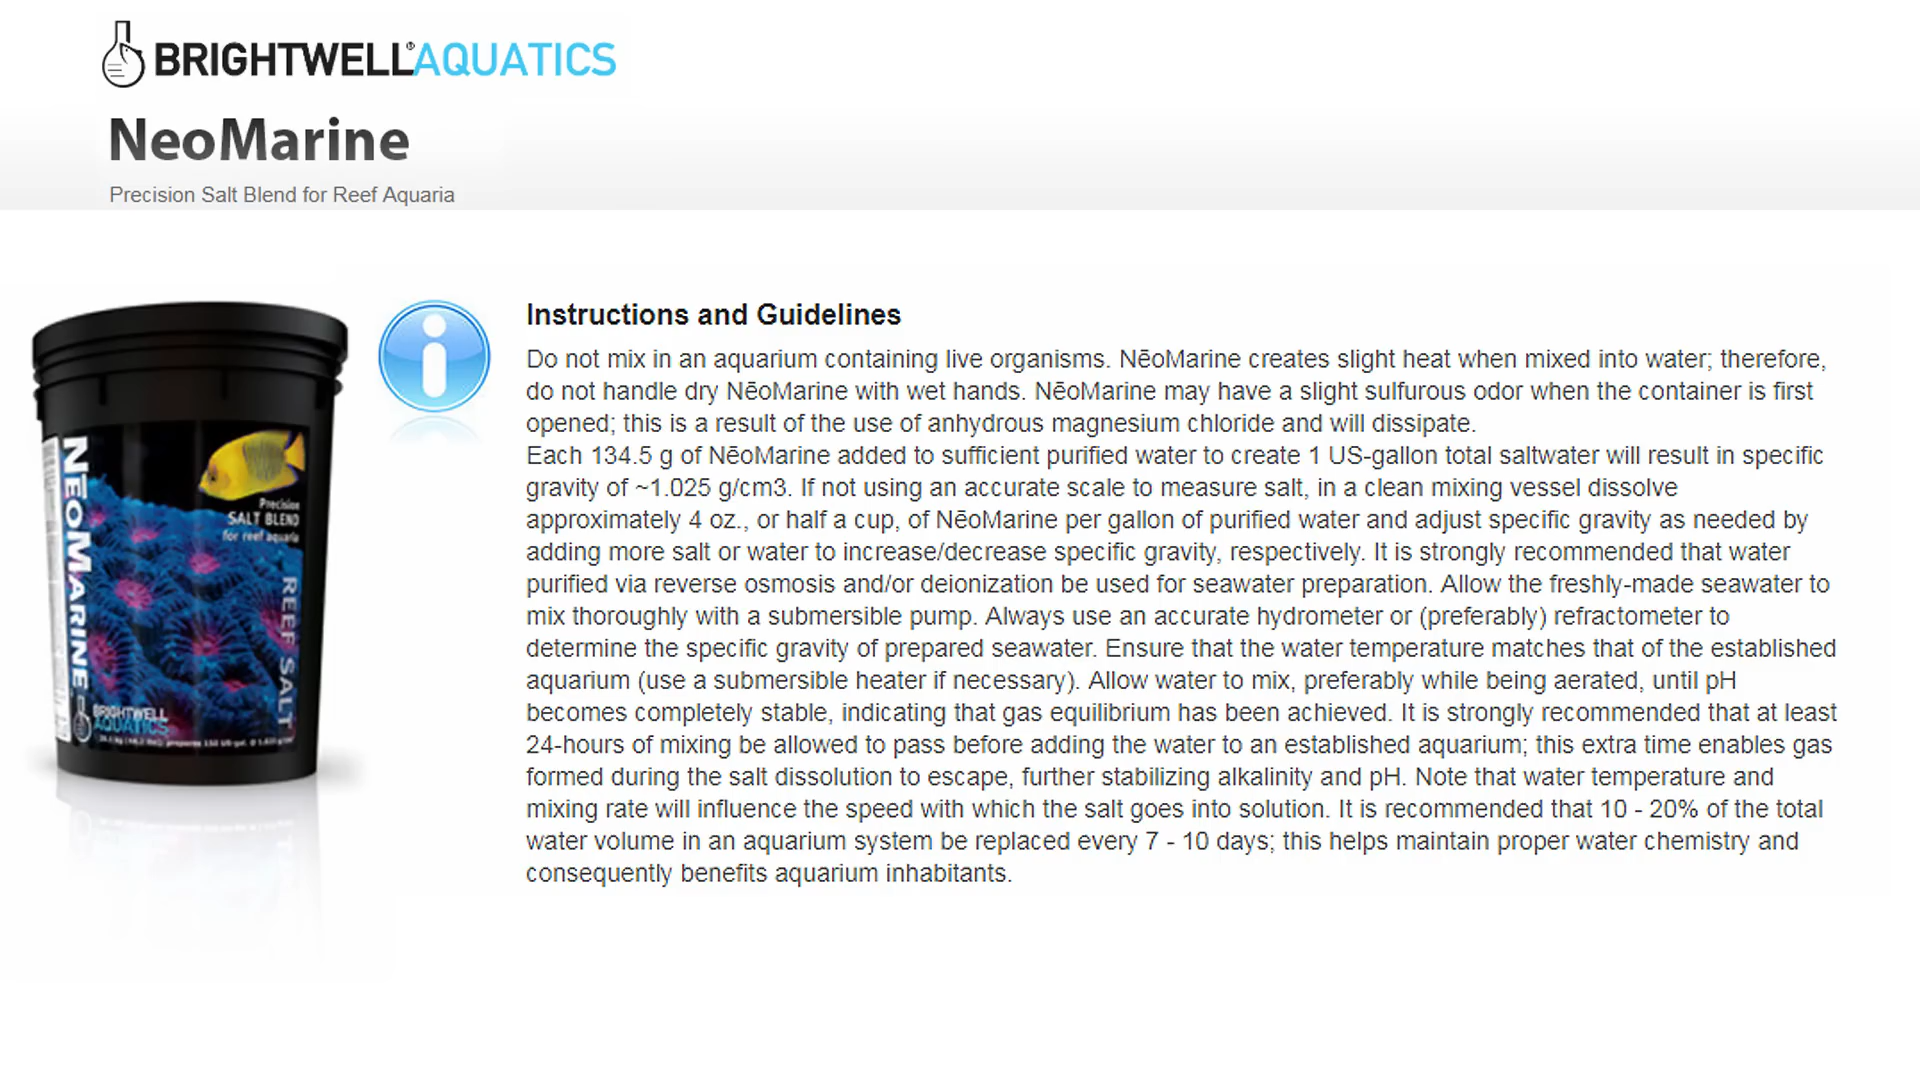 BRIGHTWELL®AQUATICS
NeoMarine
Precision Salt Blend for Reef Aquaria
Instructions and Guidelines
Do not mix in an aquarium containing live organisms. NēoMarine creates slight heat when mixed into water; therefore,
do not handle dry NēoMarine with wet hands. NēoMarine may have a slight sulfurous odor when the container is first
opened; this is a result of the use of anhydrous magnesium chloride and will dissipate.
Each 134.5 g of NēoMarine added to sufficient purified water to create 1 US-gallon total saltwater will result in specific
gravity of ~1.025 g/cm3. If not using an accurate scale to measure salt, in a clean mixing vessel dissolve
approximately 4 oz., or half a cup, of NēoMarine per gallon of purified water and adjust specific gravity as needed by
adding more salt or water to increase/decrease specific gravity, respectively. It is strongly recommended that water
purified via reverse osmosis and/or deionization be used for seawater preparation. Allow the freshly-made seawater to
mix thoroughly with a submersible pump. Always use an accurate hydrometer or (preferably) refractometer to
determine the specific gravity of prepared seawater. Ensure that the water temperature matches that of the established
aquarium (use a submersible heater if necessary). Allow water to mix, preferably while being aerated, until pH
becomes completely stable, indicating that gas equilibrium has been achieved. It is strongly recommended that at least
24-hours of mixing be allowed to pass before adding the water to an established aquarium; this extra time enables gas
formed during the salt dissolution to escape, further stabilizing alkalinity and pH. Note that water temperature and
mixing rate will influence the speed with which the salt goes into solution. It is recommended that 10 - 20% of the total
water volume in an aquarium system be replaced every 7 - 10 days; this helps maintain proper water chemistry and
consequently benefits aquarium inhabitants.
NĒOMARINE
Precision
SALT BLEND
for reef aquaria
REEF SALT
BRIGHTWELL
AQUATICS